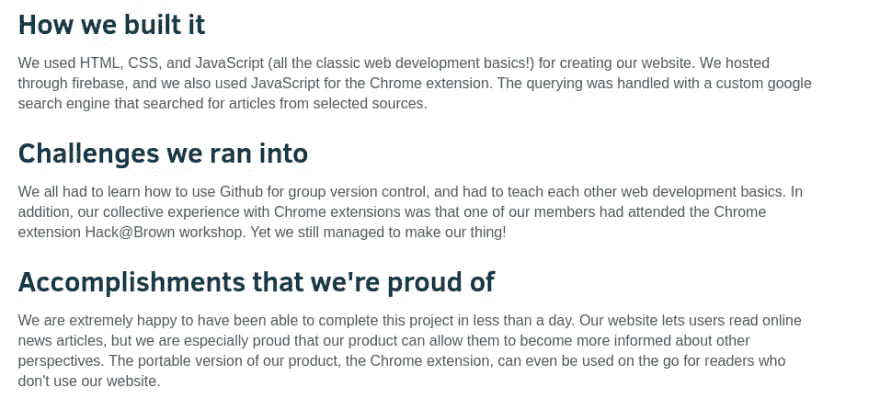 How we built it
We used HTML, CSS, and JavaScript (all the classic web development basics!) for creating our website. We hosted
through firebase, and we also used JavaScript for the Chrome extension. The querying was handled with a custom google
search engine that searched for articles from selected sources.
Challenges we ran into
We all had to learn how to use Github for group version control, and had to teach each other web development basics. In
addition, our collective experience with Chrome extensions was that one of our members had attended the Chrome
extension Hack@Brown workshop. Yet we still managed to make our thing!
Accomplishments that we're proud of
We are extremely happy to have been able to complete this project in less than a day. Our website lets users read online
news articles, but we are especially proud that our product can allow them to become more informed about other
perspectives. The portable version of our product, the Chrome extension, can even be used on the go for readers who
don't use our website.